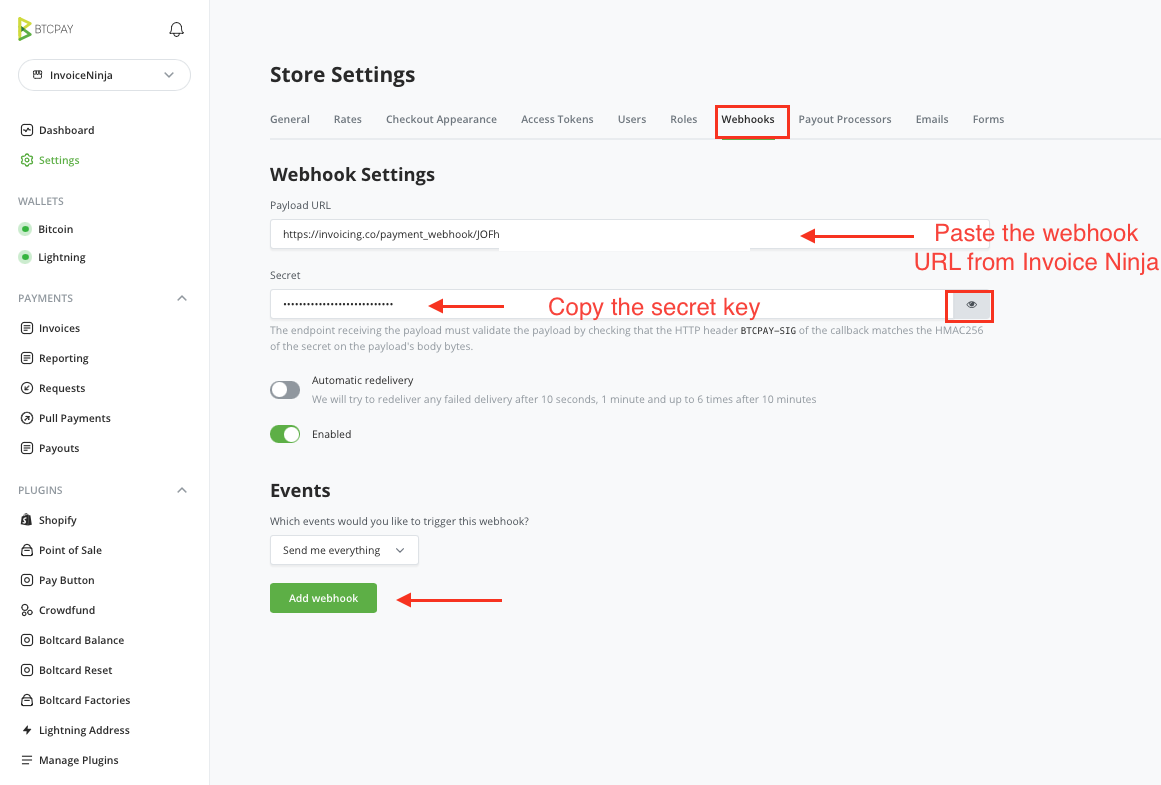 BTCPAY
InvoiceNinja
Dashboard
Settings
WALLETS
Bitcoin
Lightning
PAYMENTS
Invoices
Reporting
Requests
Pull Payments
Payouts
PLUGINS
Shopify
Point of Sale
Pay Button
Crowdfund
Boltcard Balance
Boltcard Reset
Boltcard Factories
Lightning Address
Manage Plugins
Store Settings
General Rates Checkout Appearance Access Tokens Users Roles Webhooks Payout Processors Emails Forms
Webhook Settings
Payload URL
https://invoicing.co/payment_webhook/JOFh
Paste the webhook
URL from Invoice Ninja
Secret
••••••••••••••••••••••••••••
Copy the secret key
The endpoint receiving the payload must validate the payload by checking that the HTTP header BTCPAY-SIG of the callback matches the HMAC256
of the secret on the payload's body bytes.
Automatic redelivery
We will try to redeliver any failed delivery after 10 seconds, 1 minute and up to 6 times after 10 minutes
Enabled
Events
Which events would you like to trigger this webhook?
Send me everything
Add webhook